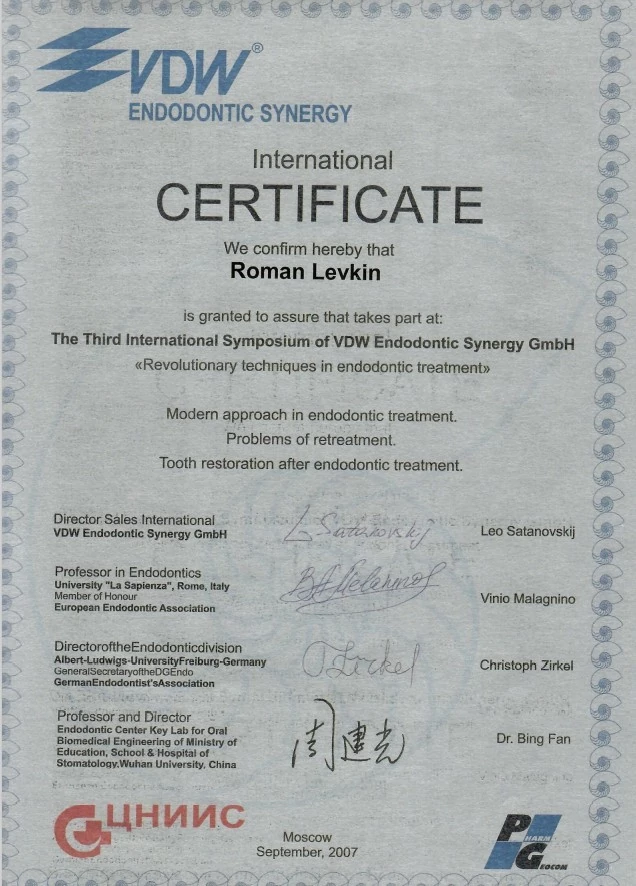 VDW®
ENDODONTIC SYNERGY
International
CERTIFICATE
We confirm hereby that
Roman Levkin
is granted to assure that takes part at:
The Third International Symposium of VDW Endodontic Synergy GmbH
«Revolutionary techniques in endodontic treatment»
Modern approach in endodontic treatment.
Problems of retreatment.
Tooth restoration after endodontic treatment.
Director Sales International
VDW Endodontic Synergy GmbH
L. Satanovskij
Leo Satanovskij
Professor in Endodontics
University "La Sapienza", Rome, Italy
Member of Honour
European Endodontic Association
Vinio Malagnino
DirectoroftheEndodonticdivision
Albert-Ludwigs-UniversityFreiburg-Germany
GeneralSecretaryoftheDGEndo
GermanEndodontist'sAssociation
Christoph Zirkel
Professor and Director
Endodontic Center Key Lab for Oral
Biomedical Engineering of Ministry of
Education, School & Hospital of
Stomatology,Wuhan University, China
周建光
Dr. Bing Fan
ЦНИИС
Moscow
September, 2007
PHARM
GEOCOM